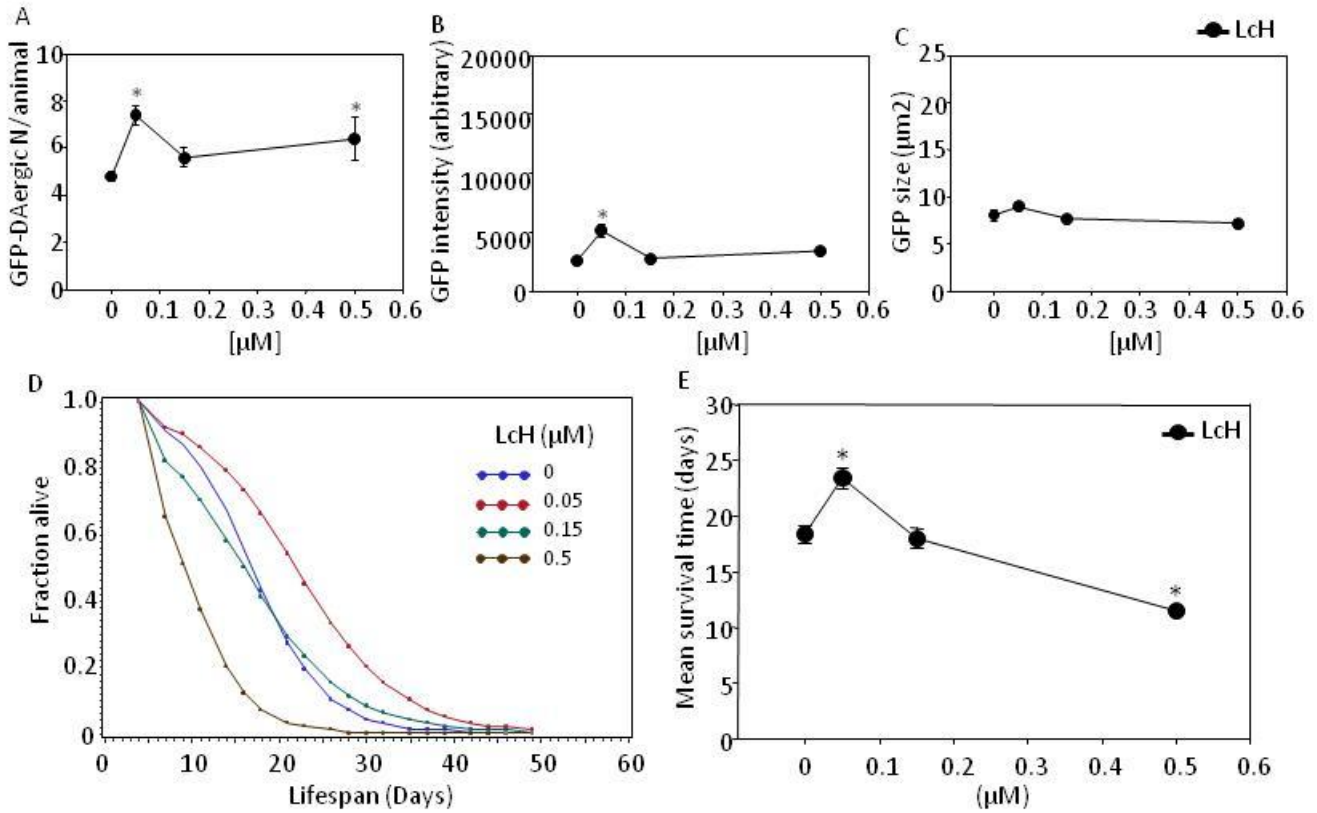 A
GFP-DAergic N/animal
10
8
6
4
2
0
*
*
0 0.1 0.2 0.3 0.4 0.5 0.6
[µM]
B
GFP intensity (arbitrary)
20000
15000
10000
5000
0
*
0 0.1 0.2 0.3 0.4 0.5 0.6
[µM]
LcH
C
GFP size (µm2)
25
20
15
10
5
0
0 0.1 0.2 0.3 0.4 0.5 0.6
[µM]
D
Fraction alive
1.0
0.8
0.6
0.4
0.2
0
LcH (µM)
0
0.05
0.15
0.5
0 10 20 30 40 50 60
Lifespan (Days)
E
Mean survival time (days)
30
25
20
15
10
5
0
LcH
*
*
0 0.1 0.2 0.3 0.4 0.5 0.6
(µM)